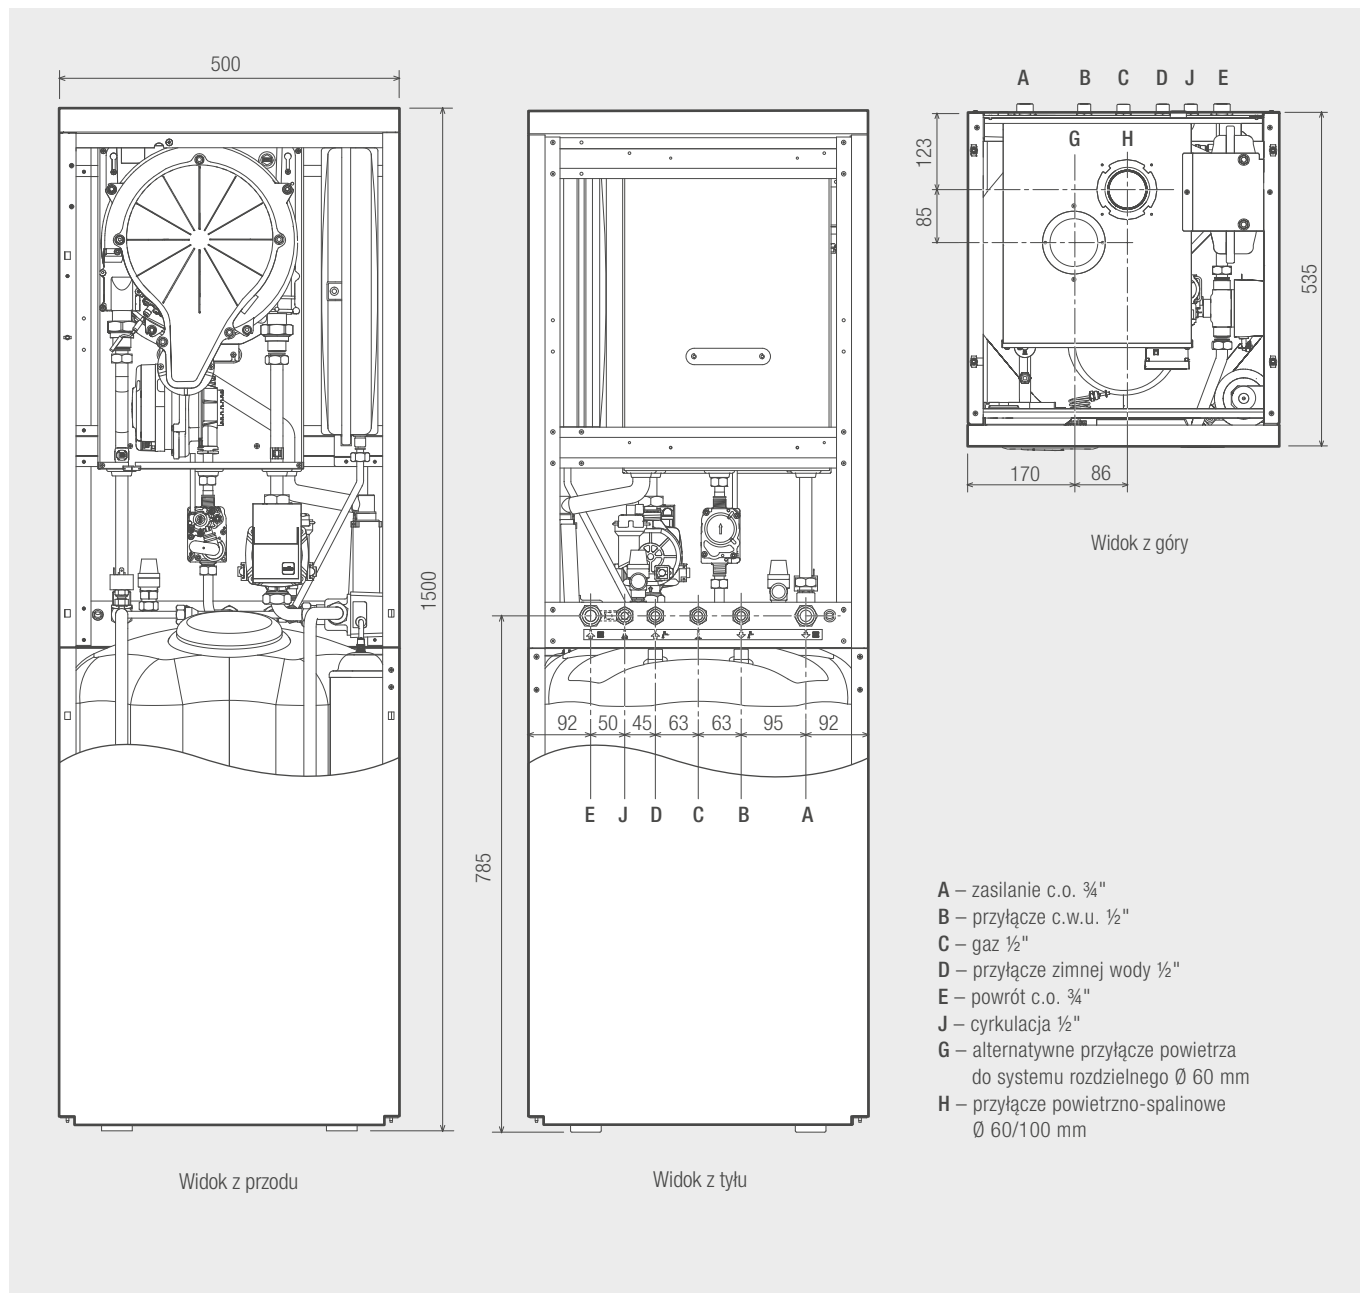 500
1500
Widok z przodu
785
92 50 45 63 63 95 92
E J D C B A
Widok z tyłu
A B C D J E
G H
123
85
535
170 86
Widok z góry
A – zasilanie c.o. ¾"
B – przyłącze c.w.u. ½"
C – gaz ½"
D – przyłącze zimnej wody ½"
E – powrót c.o. ¾"
J – cyrkulacja ½"
G – alternatywne przyłącze powietrza
do systemu rozdzielnego Ø 60 mm
H – przyłącze powietrzno-spalinowe
Ø 60/100 mm